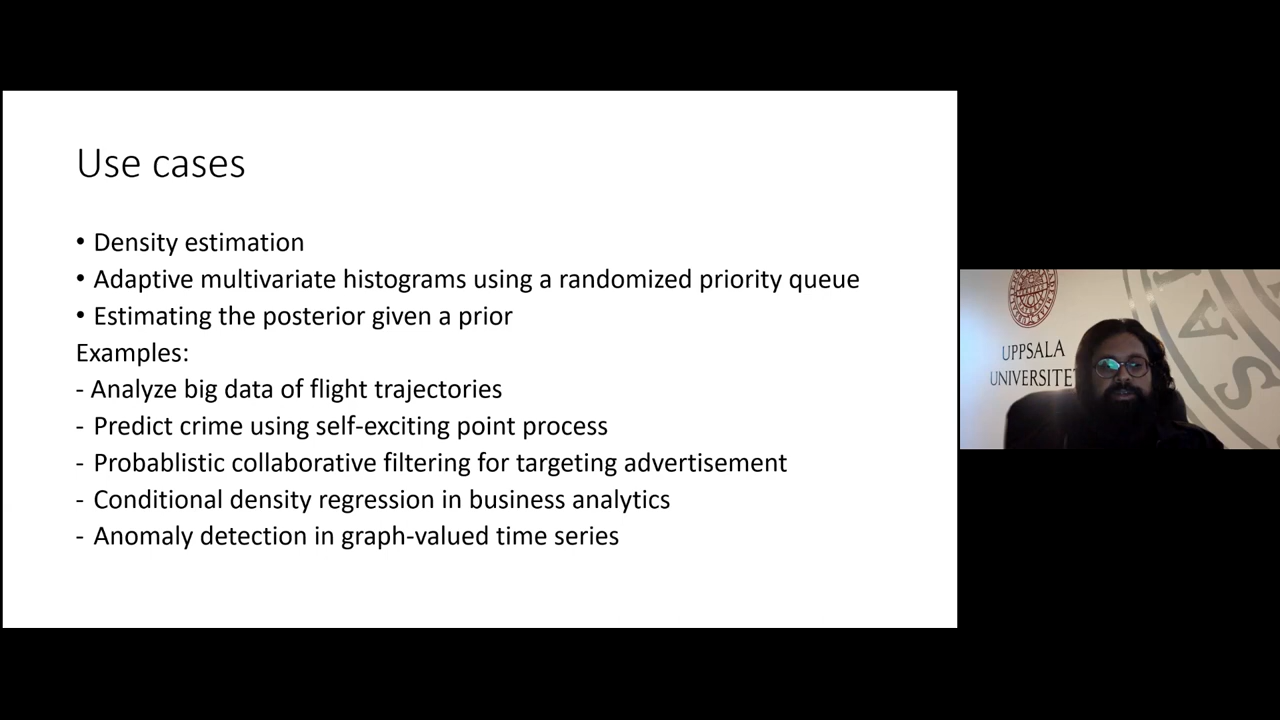 Use cases
• Density estimation
• Adaptive multivariate histograms using a randomized priority queue
• Estimating the posterior given a prior
Examples:
- Analyze big data of flight trajectories
- Predict crime using self-exciting point process
- Probablistic collaborative filtering for targeting advertisement
- Conditional density regression in business analytics
- Anomaly detection in graph-valued time series
UPPSALA
UNIVERSITET